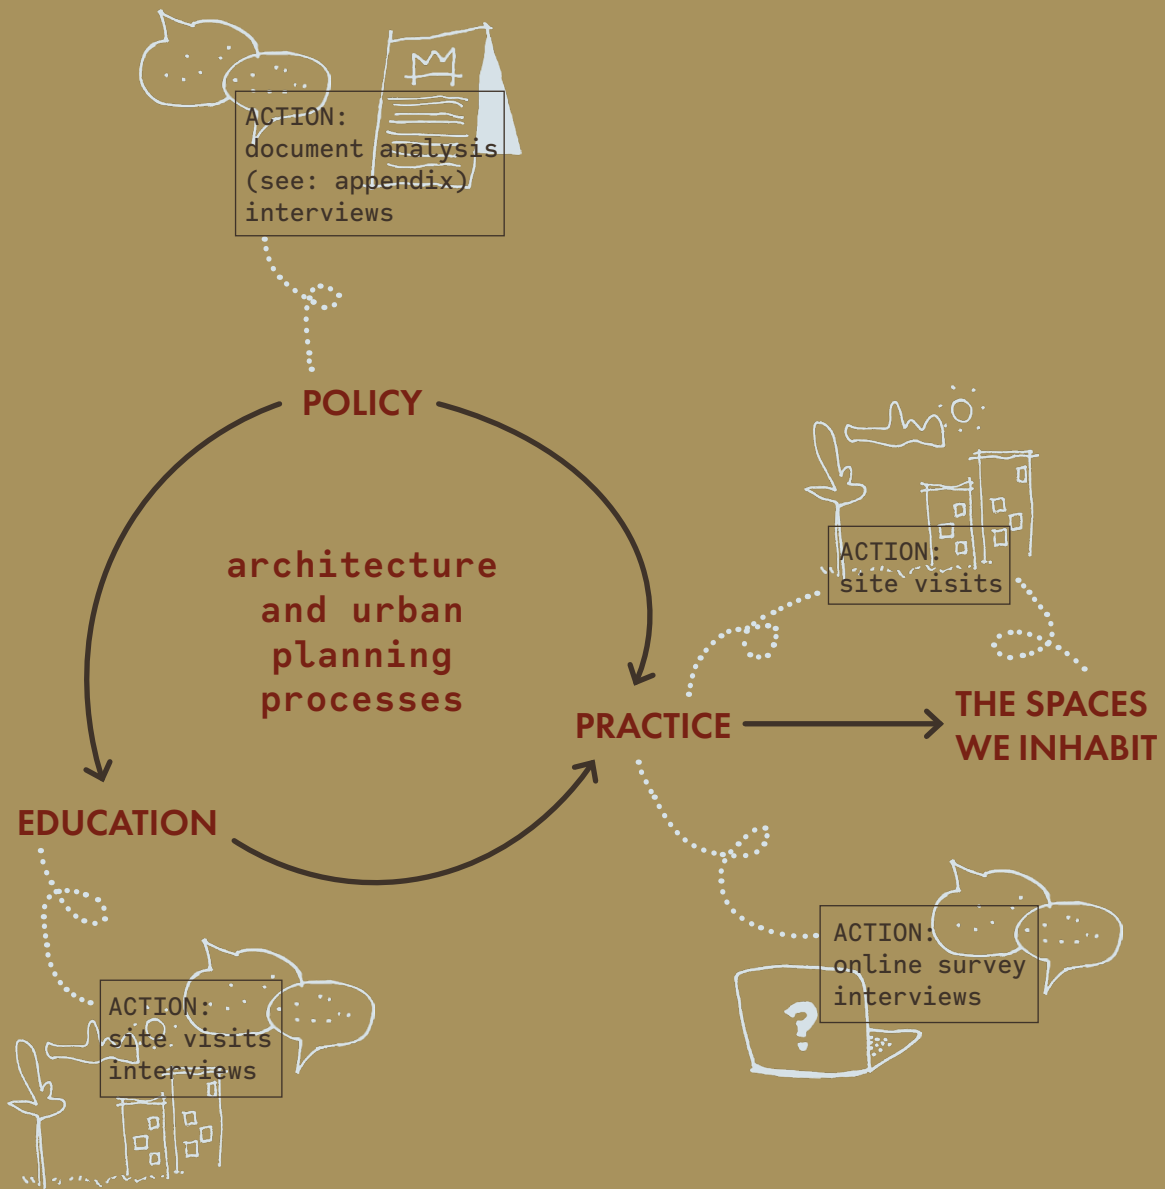 ACTION:
document analysis
(see: appendix)
interviews
POLICY
architecture
and urban
planning
processes
ACTION:
site visits
PRACTICE
THE SPACES
WE INHABIT
EDUCATION
ACTION:
online survey
interviews
?
ACTION:
site visits
interviews